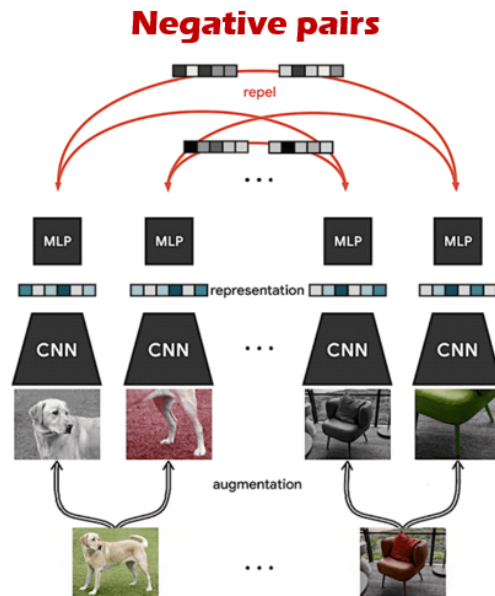 Negative pairs
repel
...
MLP MLP MLP MLP
representation
CNN CNN ... CNN CNN
augmentation
...